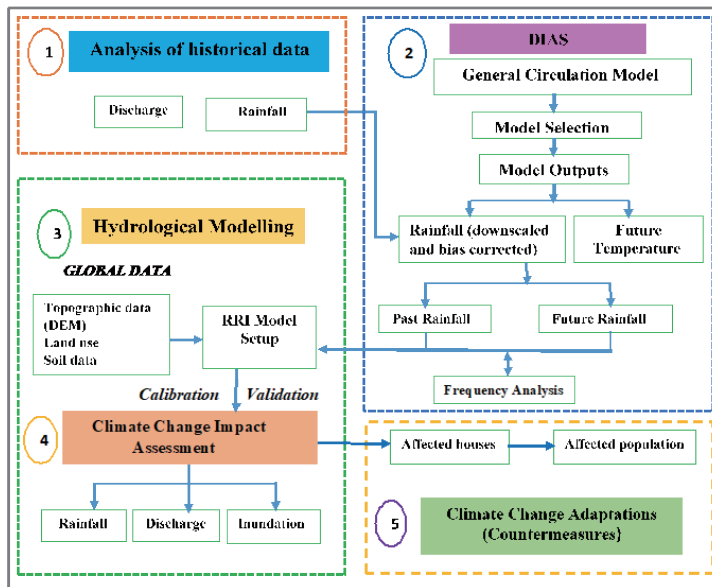 1
Analysis of historical data
Discharge
Rainfall
2
DIAS
General Circulation Model
Model Selection
Model Outputs
Rainfall (downscaled
and bias corrected)
Future
Temperature
Past Rainfall
Future Rainfall
Frequency Analysis
3
Hydrological Modelling
GLOBAL DATA
Topographic data
(DEM)
Land use
Soil data
RRI Model
Setup
Calibration
Validation
4
Climate Change Impact
Assessment
Rainfall
Discharge
Inundation
Affected houses
Affected population
5
Climate Change Adaptations
(Countermeasures)